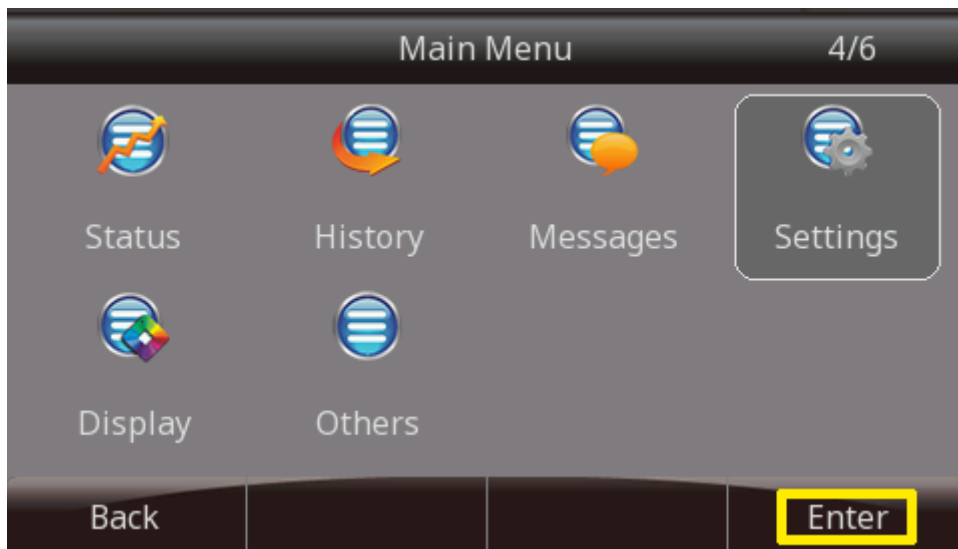 Main Menu 4/6
Status History Messages Settings
Display Others
Back Enter